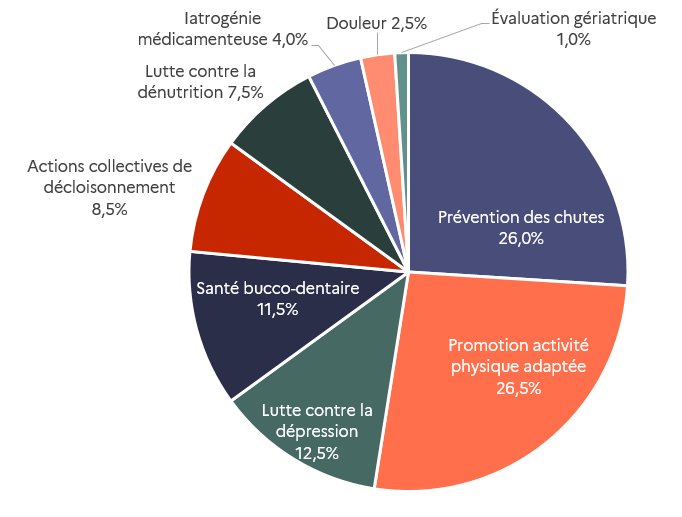 Iatrogénie
médicamenteuse 4,0%
Douleur 2,5%
Évaluation gériatrique
1,0%
Lutte contre la
dénutrition 7,5%
Actions collectives de
décloisonnement
8,5%
Prévention des chutes
26,0%
Santé bucco-dentaire
11,5%
Promotion activité
physique adaptée
26,5%
Lutte contre la
dépression
12,5%